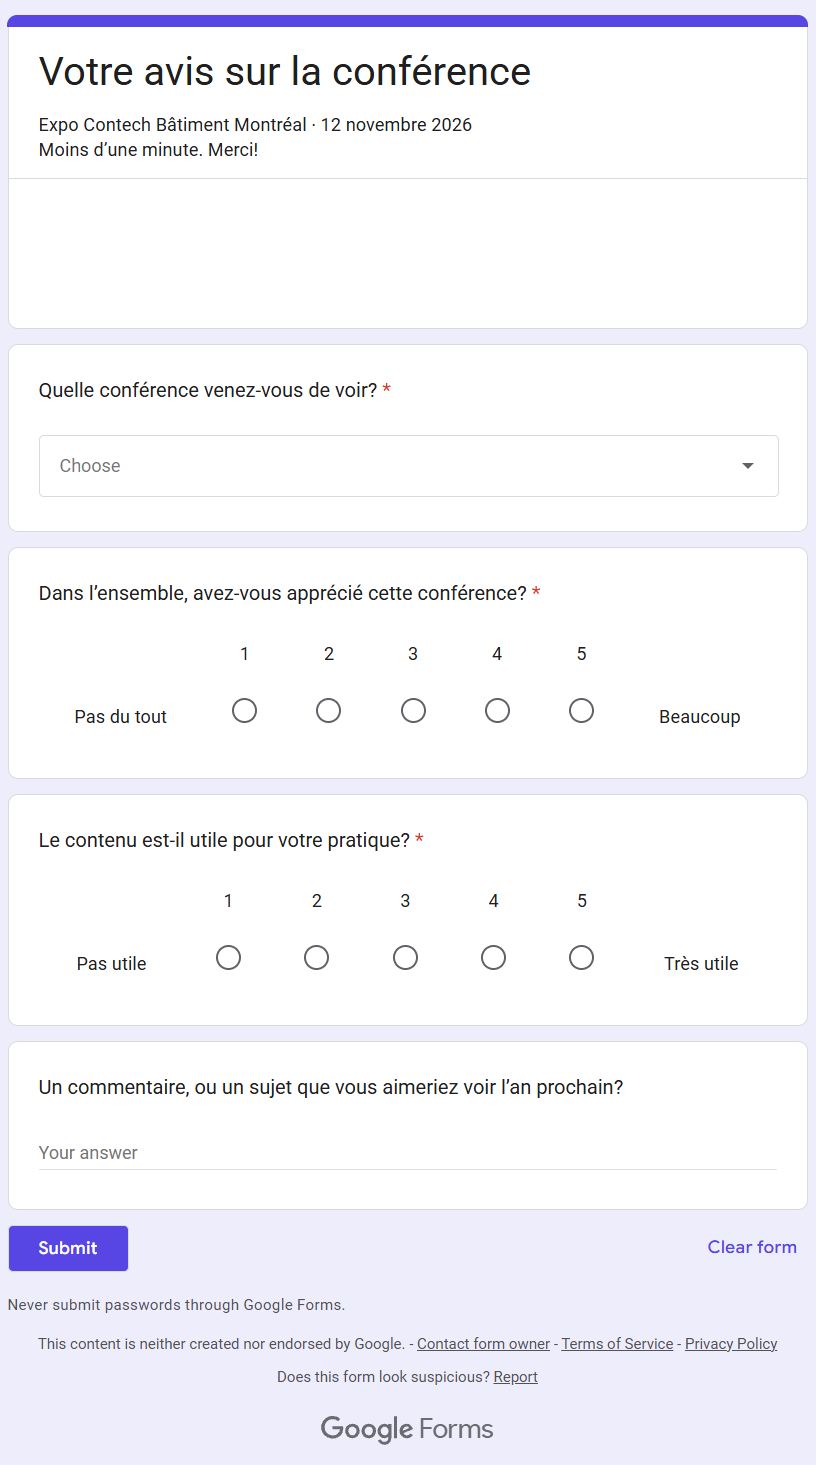 Votre avis sur la conférence
Expo Contech Bâtiment Montréal · 12 novembre 2026
Moins d’une minute. Merci!
Quelle conférence venez-vous de voir? *
Choose
Dans l’ensemble, avez-vous apprécié cette conférence? *
1 2 3 4 5
Pas du tout Beaucoup
Le contenu est-il utile pour votre pratique? *
1 2 3 4 5
Pas utile Très utile
Un commentaire, ou un sujet que vous aimeriez voir l’an prochain?
Your answer
Submit Clear form
Never submit passwords through Google Forms.
This content is neither created nor endorsed by Google. - Contact form owner - Terms of Service - Privacy Policy
Does this form look suspicious? Report
Google Forms